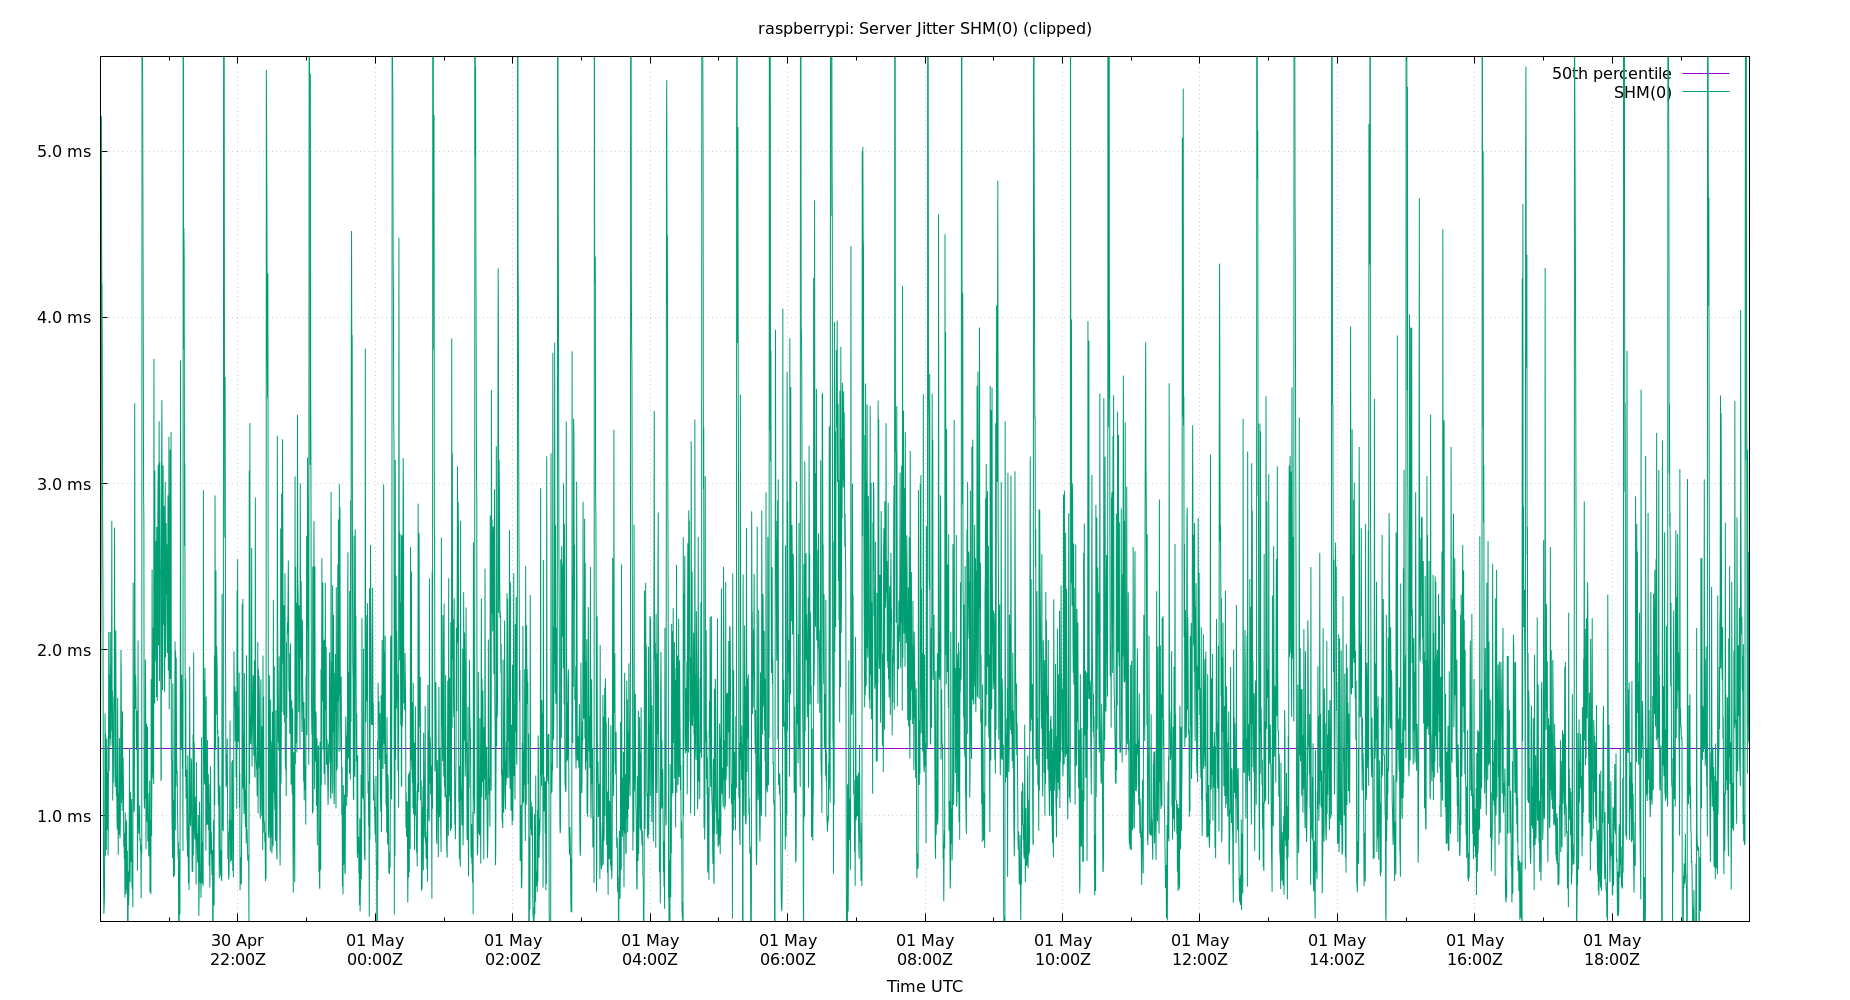 raspberrypi: Server Jitter SHM(0) (clipped)
50th percentile
SHM(0)
5.0 ms
4.0 ms
3.0 ms
2.0 ms
1.0 ms
30 Apr 01 May 01 May 01 May 01 May 01 May 01 May 01 May 01 May 01 May 01 May
22:00Z 00:00Z 02:00Z 04:00Z 06:00Z 08:00Z 10:00Z 12:00Z 14:00Z 16:00Z 18:00Z
Time UTC